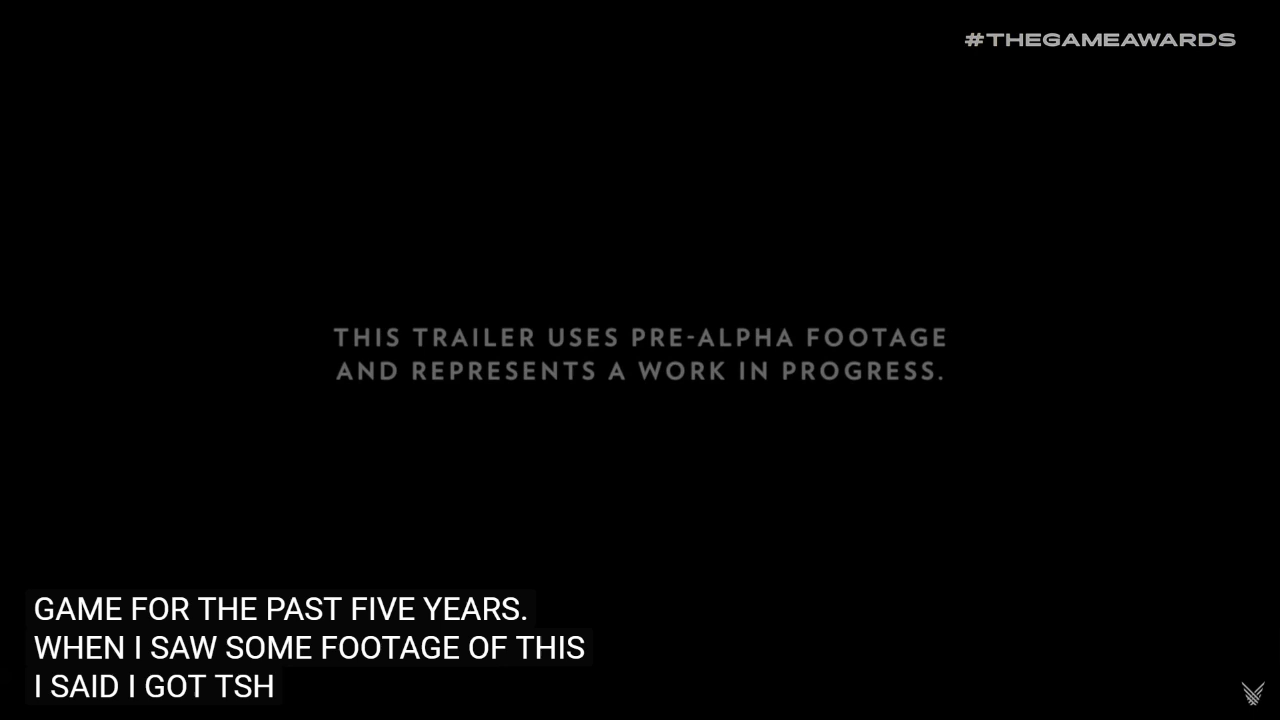 #THEGAMEAWARDS
THIS TRAILER USES PRE-ALPHA FOOTAGE
AND REPRESENTS A WORK IN PROGRESS.
GAME FOR THE PAST FIVE YEARS.
WHEN I SAW SOME FOOTAGE OF THIS
I SAID I GOT TSH